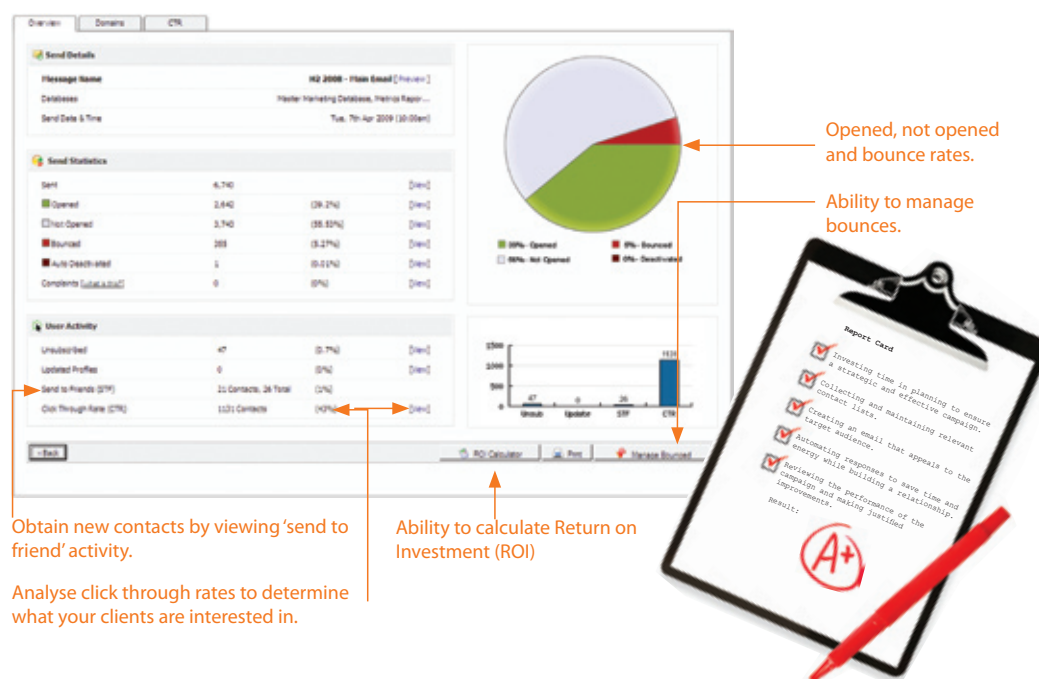 Overview Domains CTR
Send Details
Message Name H2 2008 - Main Email [Preview]
Databases Master Marketing Database, Metrics Repor...
Send Date & Time Tue, 7th Apr 2009 (10:00am)
Send Statistics
Sent 6,740 [View]
Opened 2,642 (39.2%) [View]
Not Opened 3,740 (55.53%) [View]
Bounced (5.27%) [View]
Auto Deactivated 1 (0.01%) [View]
Complaints [what's this?] 0 (0%) [View]
39% - Opened 5% - Bounced
56% - Not Opened 0% - Deactivated
User Activity
Unsubscribed 47 (0.7%) [View]
Updated Profiles 0 (0%) [View]
Send to Friends (STF) 21 Contacts, 26 Total (1%)
Click Through Rate (CTR) 1131 Contacts (43%) [View]
1500
1000
500
0
47 0 26 1131
Unsub Update STF CTR
< Back ROI Calculator Print Manage Bounced
Opened, not opened
and bounce rates.
Ability to manage
bounces.
Obtain new contacts by viewing ‘send to
friend’ activity.
Analyse click through rates to determine
what your clients are interested in.
Ability to calculate Return on
Investment (ROI)
Report Card
Investing time in planning to ensure
a strategic and effective campaign.
Collecting and maintaining relevant
contact lists.
Creating an email that appeals to the
target audience.
Automating responses to save time and
energy while building a relationship.
Reviewing the performance of the
campaign and making justified
improvements.
Result:
A+